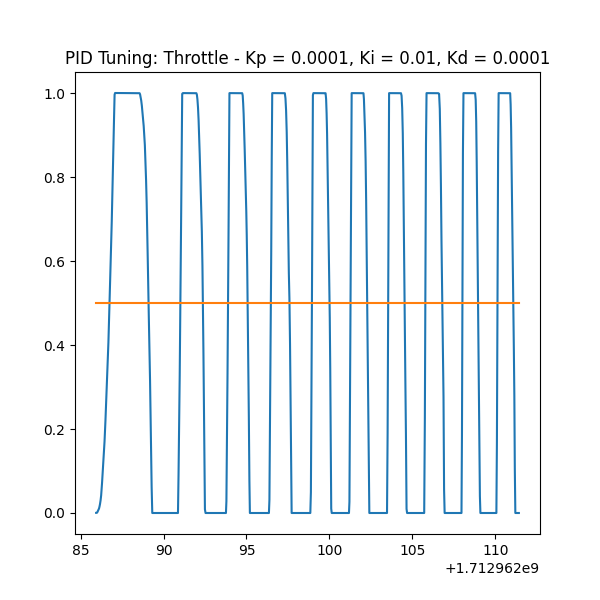 PID Tuning: Throttle - Kp = 0.0001, Ki = 0.01, Kd = 0.0001
1.0
0.8
0.6
0.4
0.2
0.0
85 90 95 100 105 110
+1.712962e9